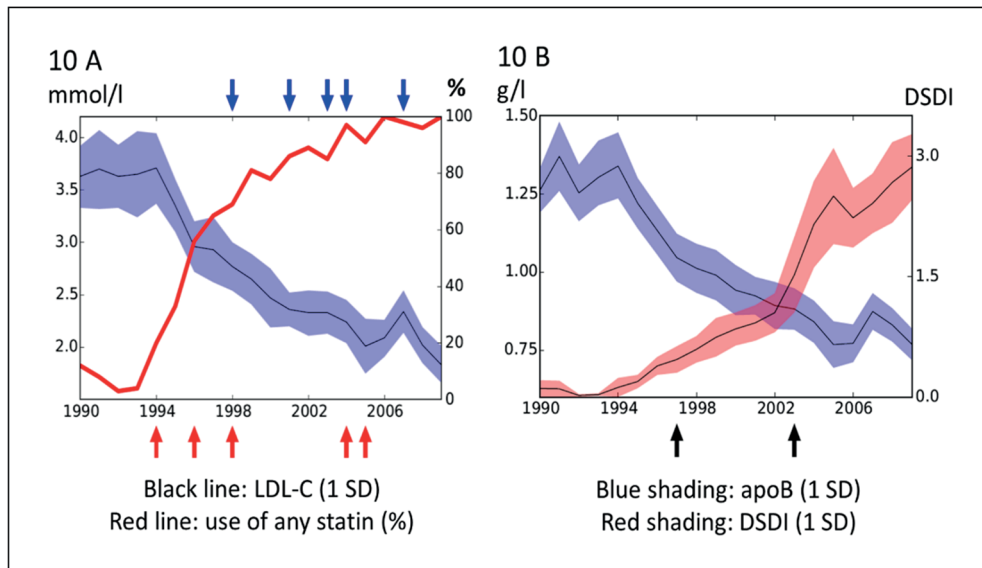 10 A
mmol/l
%
4.0
3.5
3.0
2.5
2.0
100
80
60
40
20
0
1990 1994 1998 2002 2006
Black line: LDL-C (1 SD)
Red line: use of any statin (%)
10 B
g/l
DSDI
1.50
1.25
1.00
0.75
3.0
1.5
0.0
1990 1994 1998 2002 2006
Blue shading: apoB (1 SD)
Red shading: DSDI (1 SD)